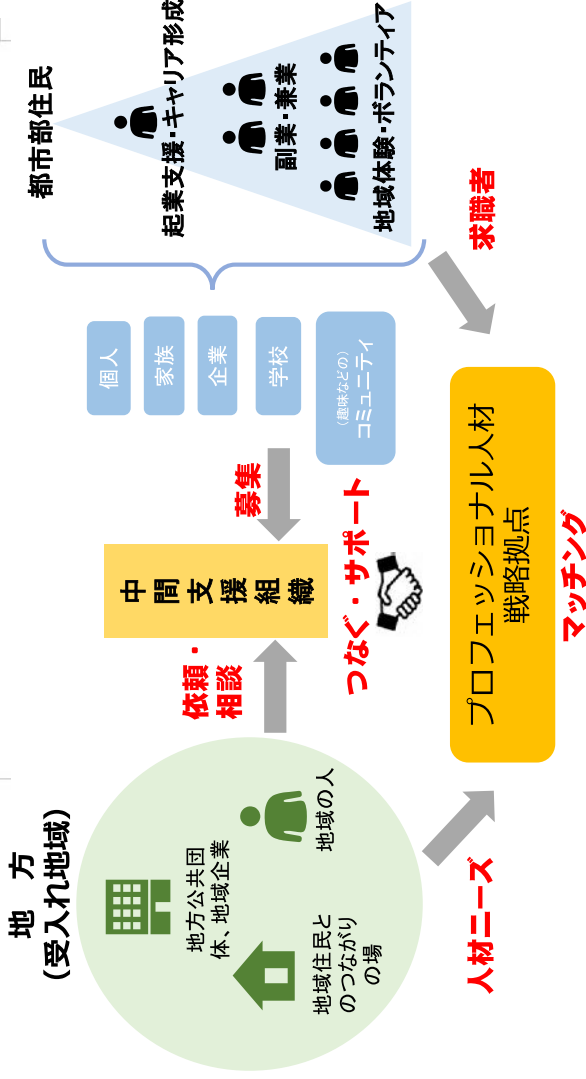 地　方
（受入れ地域）
地方公共団
体、地域企業
地域の人
地域住民と
のつながり
の場
依頼・
相談
中間支援組織
つなぐ・サポート
募集
個人
家族
企業
学校
（趣味などの）
コミュニティ
都市部住民
起業支援・キャリア形成
副業・兼業
地域体験・ボランティア
人材ニーズ
プロフェッショナル人材
戦略拠点
マッチング
求職者